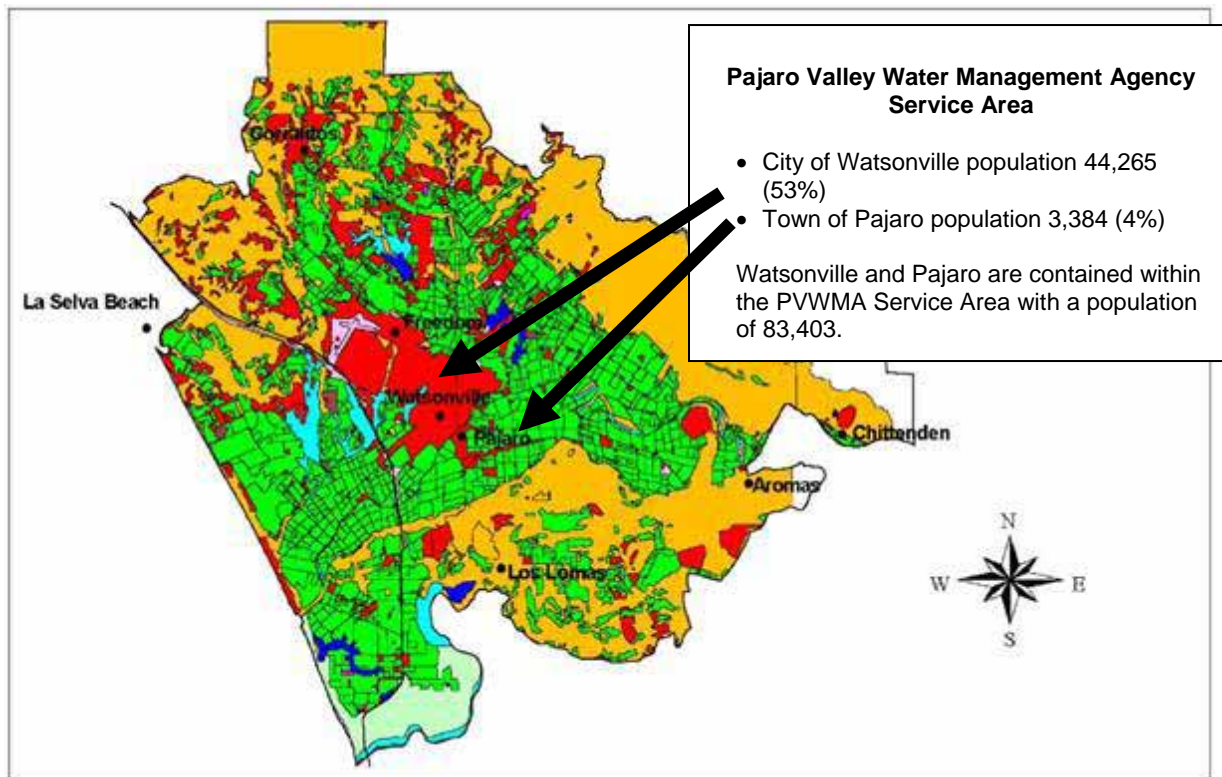 Pajaro Valley Water Management Agency
Service Area
• City of Watsonville population 44,265
(53%)
• Town of Pajaro population 3,384 (4%)
Watsonville and Pajaro are contained within
the PVWMA Service Area with a population
of 83,403.
Corralitos
La Selva Beach
Freedom
Watsonville
Pajaro
Chittenden
Aromas
Los Lomas
N
W
E
S